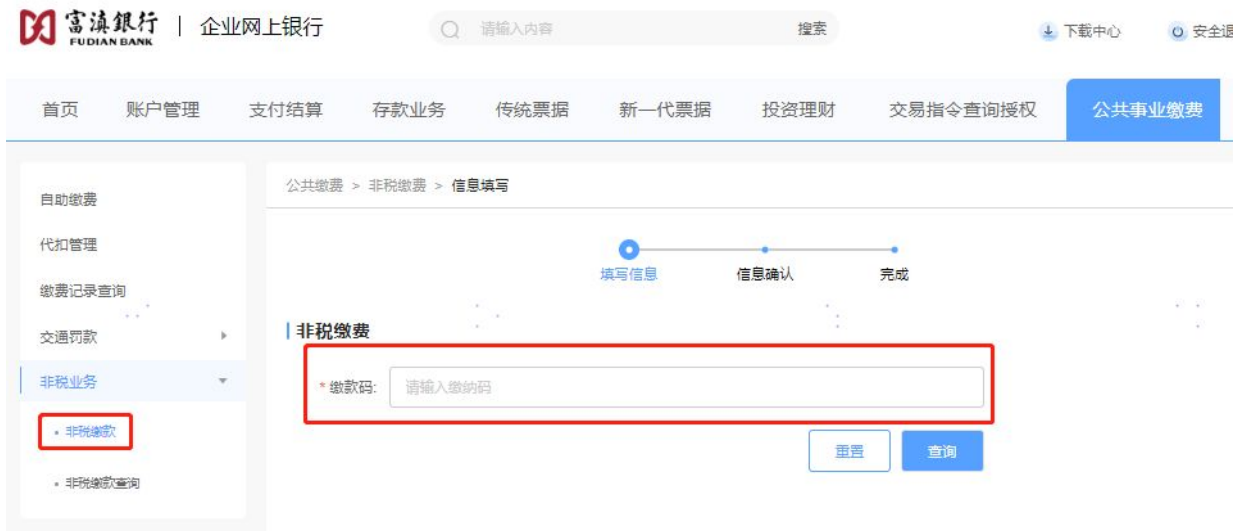 富滇銀行 | 企业网上银行 请输入内容 搜索 下载中心 安全退
FUDIAN BANK
首页 账户管理 支付结算 存款业务 传统票据 新一代票据 投资理财 交易指令查询授权 公共事业缴费
自助缴费
代扣管理
缴费记录查询
交通罚款
非税业务
非税缴款
非税缴款查询
公共缴费 > 非税缴费 > 信息填写
填写信息 信息确认 完成
非税缴费
* 缴款码: 请输入缴纳码
重置 查询